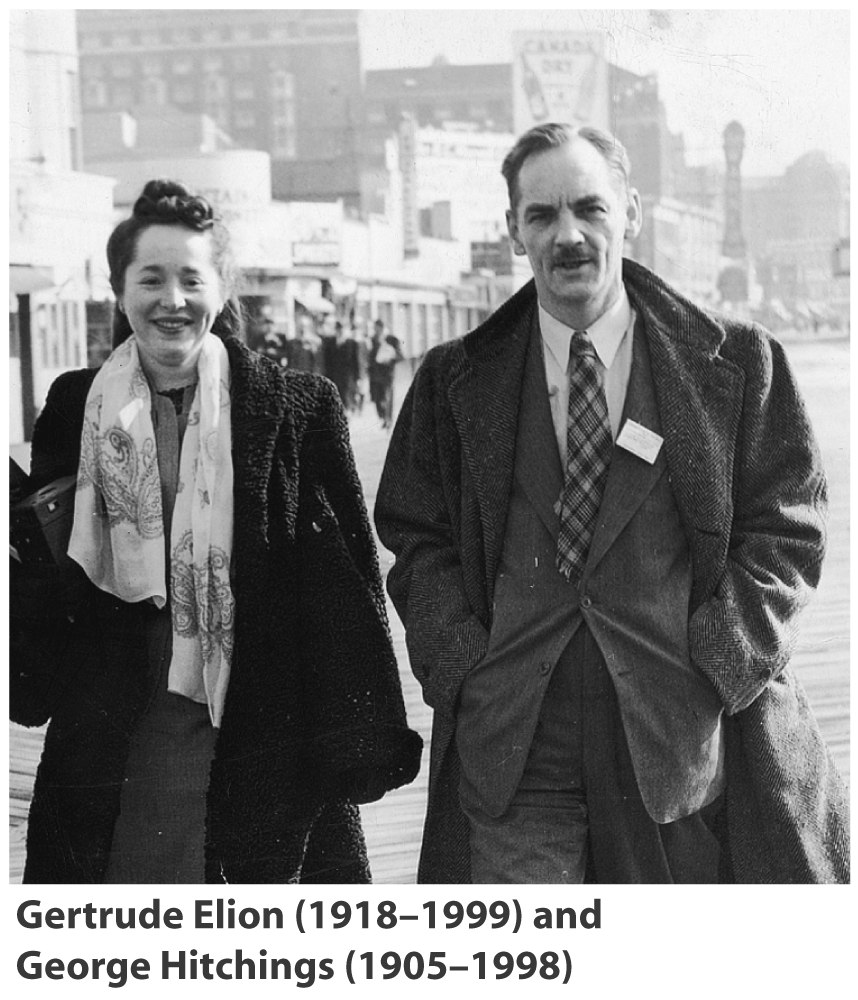 CANADA
DRY
Gertrude Elion (1918–1999) and
George Hitchings (1905–1998)